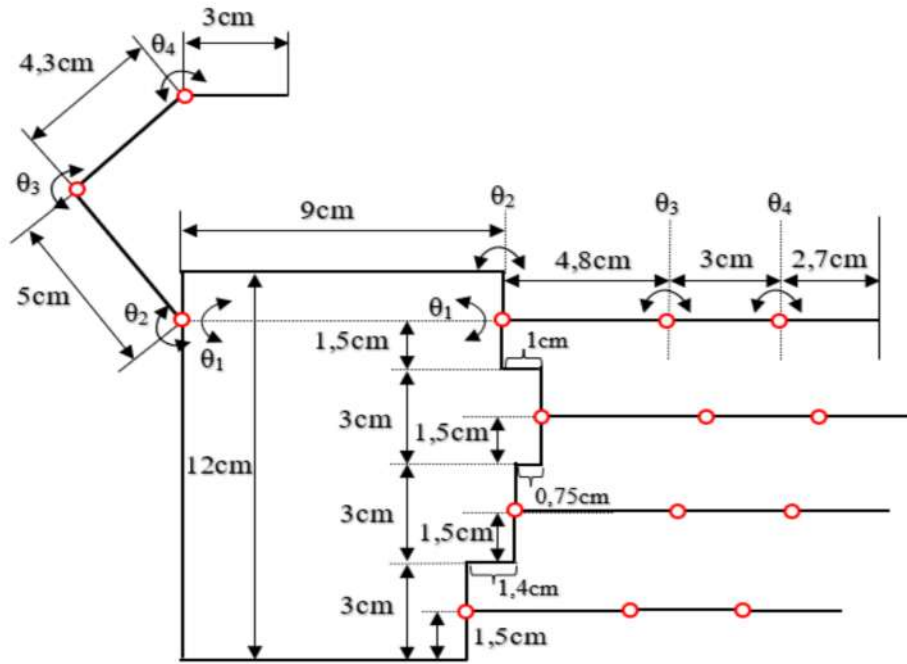 3cm
θ4
4,3cm
θ3
9cm
θ2
θ3
θ4
4,8cm
3cm
2,7cm
5cm
θ2
θ1
θ1
1,5cm
1cm
3cm
1,5cm
12cm
0,75cm
3cm
1,5cm
1,4cm
3cm
1,5cm